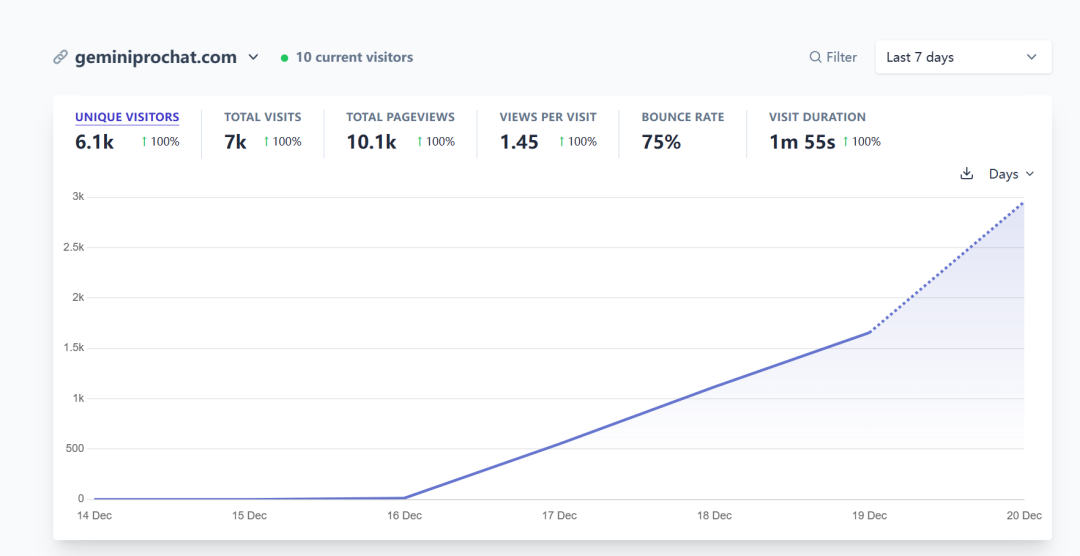 geminiprochat.com 10 current visitors Filter Last 7 days
UNIQUE VISITORS TOTAL VISITS TOTAL PAGEVIEWS VIEWS PER VISIT BOUNCE RATE VISIT DURATION
6.1k ↑ 100% 7k ↑ 100% 10.1k ↑ 100% 1.45 ↑ 100% 75% 1m 55s ↑ 100%
Days
3k
2.5k
2k
1.5k
1k
500
0
14 Dec 15 Dec 16 Dec 17 Dec 18 Dec 19 Dec 20 Dec